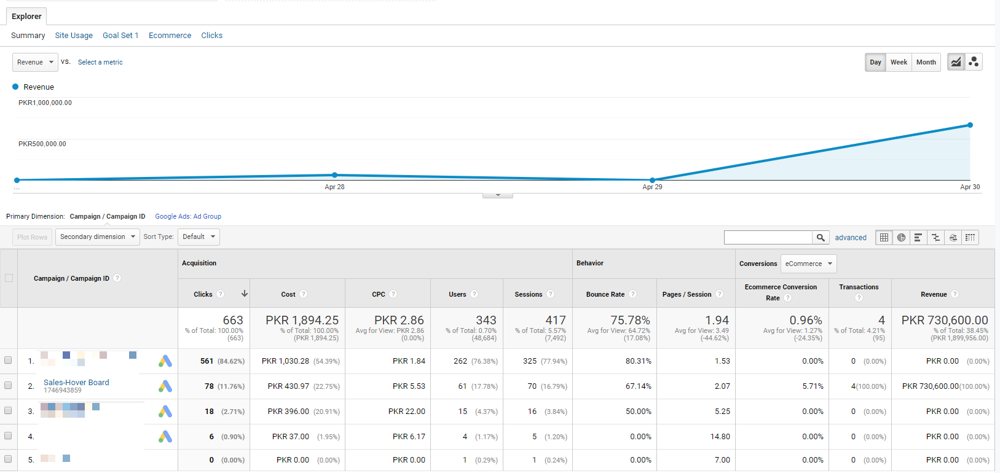 Explorer
Summary Site Usage Goal Set 1 Ecommerce Clicks
Revenue vs. Select a metric Day Week Month
Revenue
PKR1,000,000.00
PKR500,000.00
... Apr 28 Apr 29 Apr 30
Primary Dimension: Campaign / Campaign ID Google Ads: Ad Group
Plot Rows Secondary dimension Sort Type: Default advanced
Campaign / Campaign ID ? Acquisition Behavior Conversions eCommerce
Clicks ? Cost ? CPC ? Users ? Sessions ? Bounce Rate ? Pages / Session ? Ecommerce Conversion Rate ? Transactions ? Revenue ?
663 PKR 1,894.25 PKR 2.86 343 417 75.78% 1.94 0.96% 4 PKR 730,600.00
% of Total: 100.00% % of Total: 100.00% Avg for View: PKR 2.86 % of Total: 0.70% % of Total: 5.57% Avg for View: 64.72% Avg for View: 3.49 Avg for View: 1.27% % of Total: 4.21% % of Total: 38.45%
(663) (PKR 1,894.25) (0.00%) (48,684) (7,492) (17.08%) (-44.62%) (-24.35%) (95) (PKR 1,899,956.00)
1. 561 (84.62%) PKR 1,030.28 (54.39%) PKR 1.84 262 (76.38%) 325 (77.94%) 80.31% 1.53 0.00% 0 (0.00%) PKR 0.00 (0.00%)
2. Sales-Hover Board 78 (11.76%) PKR 430.97 (22.75%) PKR 5.53 61 (17.78%) 70 (16.79%) 67.14% 2.07 5.71% 4(100.00%) PKR 730,600.00(100.00%)
1746943859
3. 18 (2.71%) PKR 396.00 (20.91%) PKR 22.00 15 (4.37%) 16 (3.84%) 50.00% 5.25 0.00% 0 (0.00%) PKR 0.00 (0.00%)
4. 6 (0.90%) PKR 37.00 (1.95%) PKR 6.17 4 (1.17%) 5 (1.20%) 0.00% 14.80 0.00% 0 (0.00%) PKR 0.00 (0.00%)
5. 0 (0.00%) PKR 0.00 (0.00%) PKR 0.00 1 (0.29%) 1 (0.24%) 0.00% 7.00 0.00% 0 (0.00%) PKR 0.00 (0.00%)